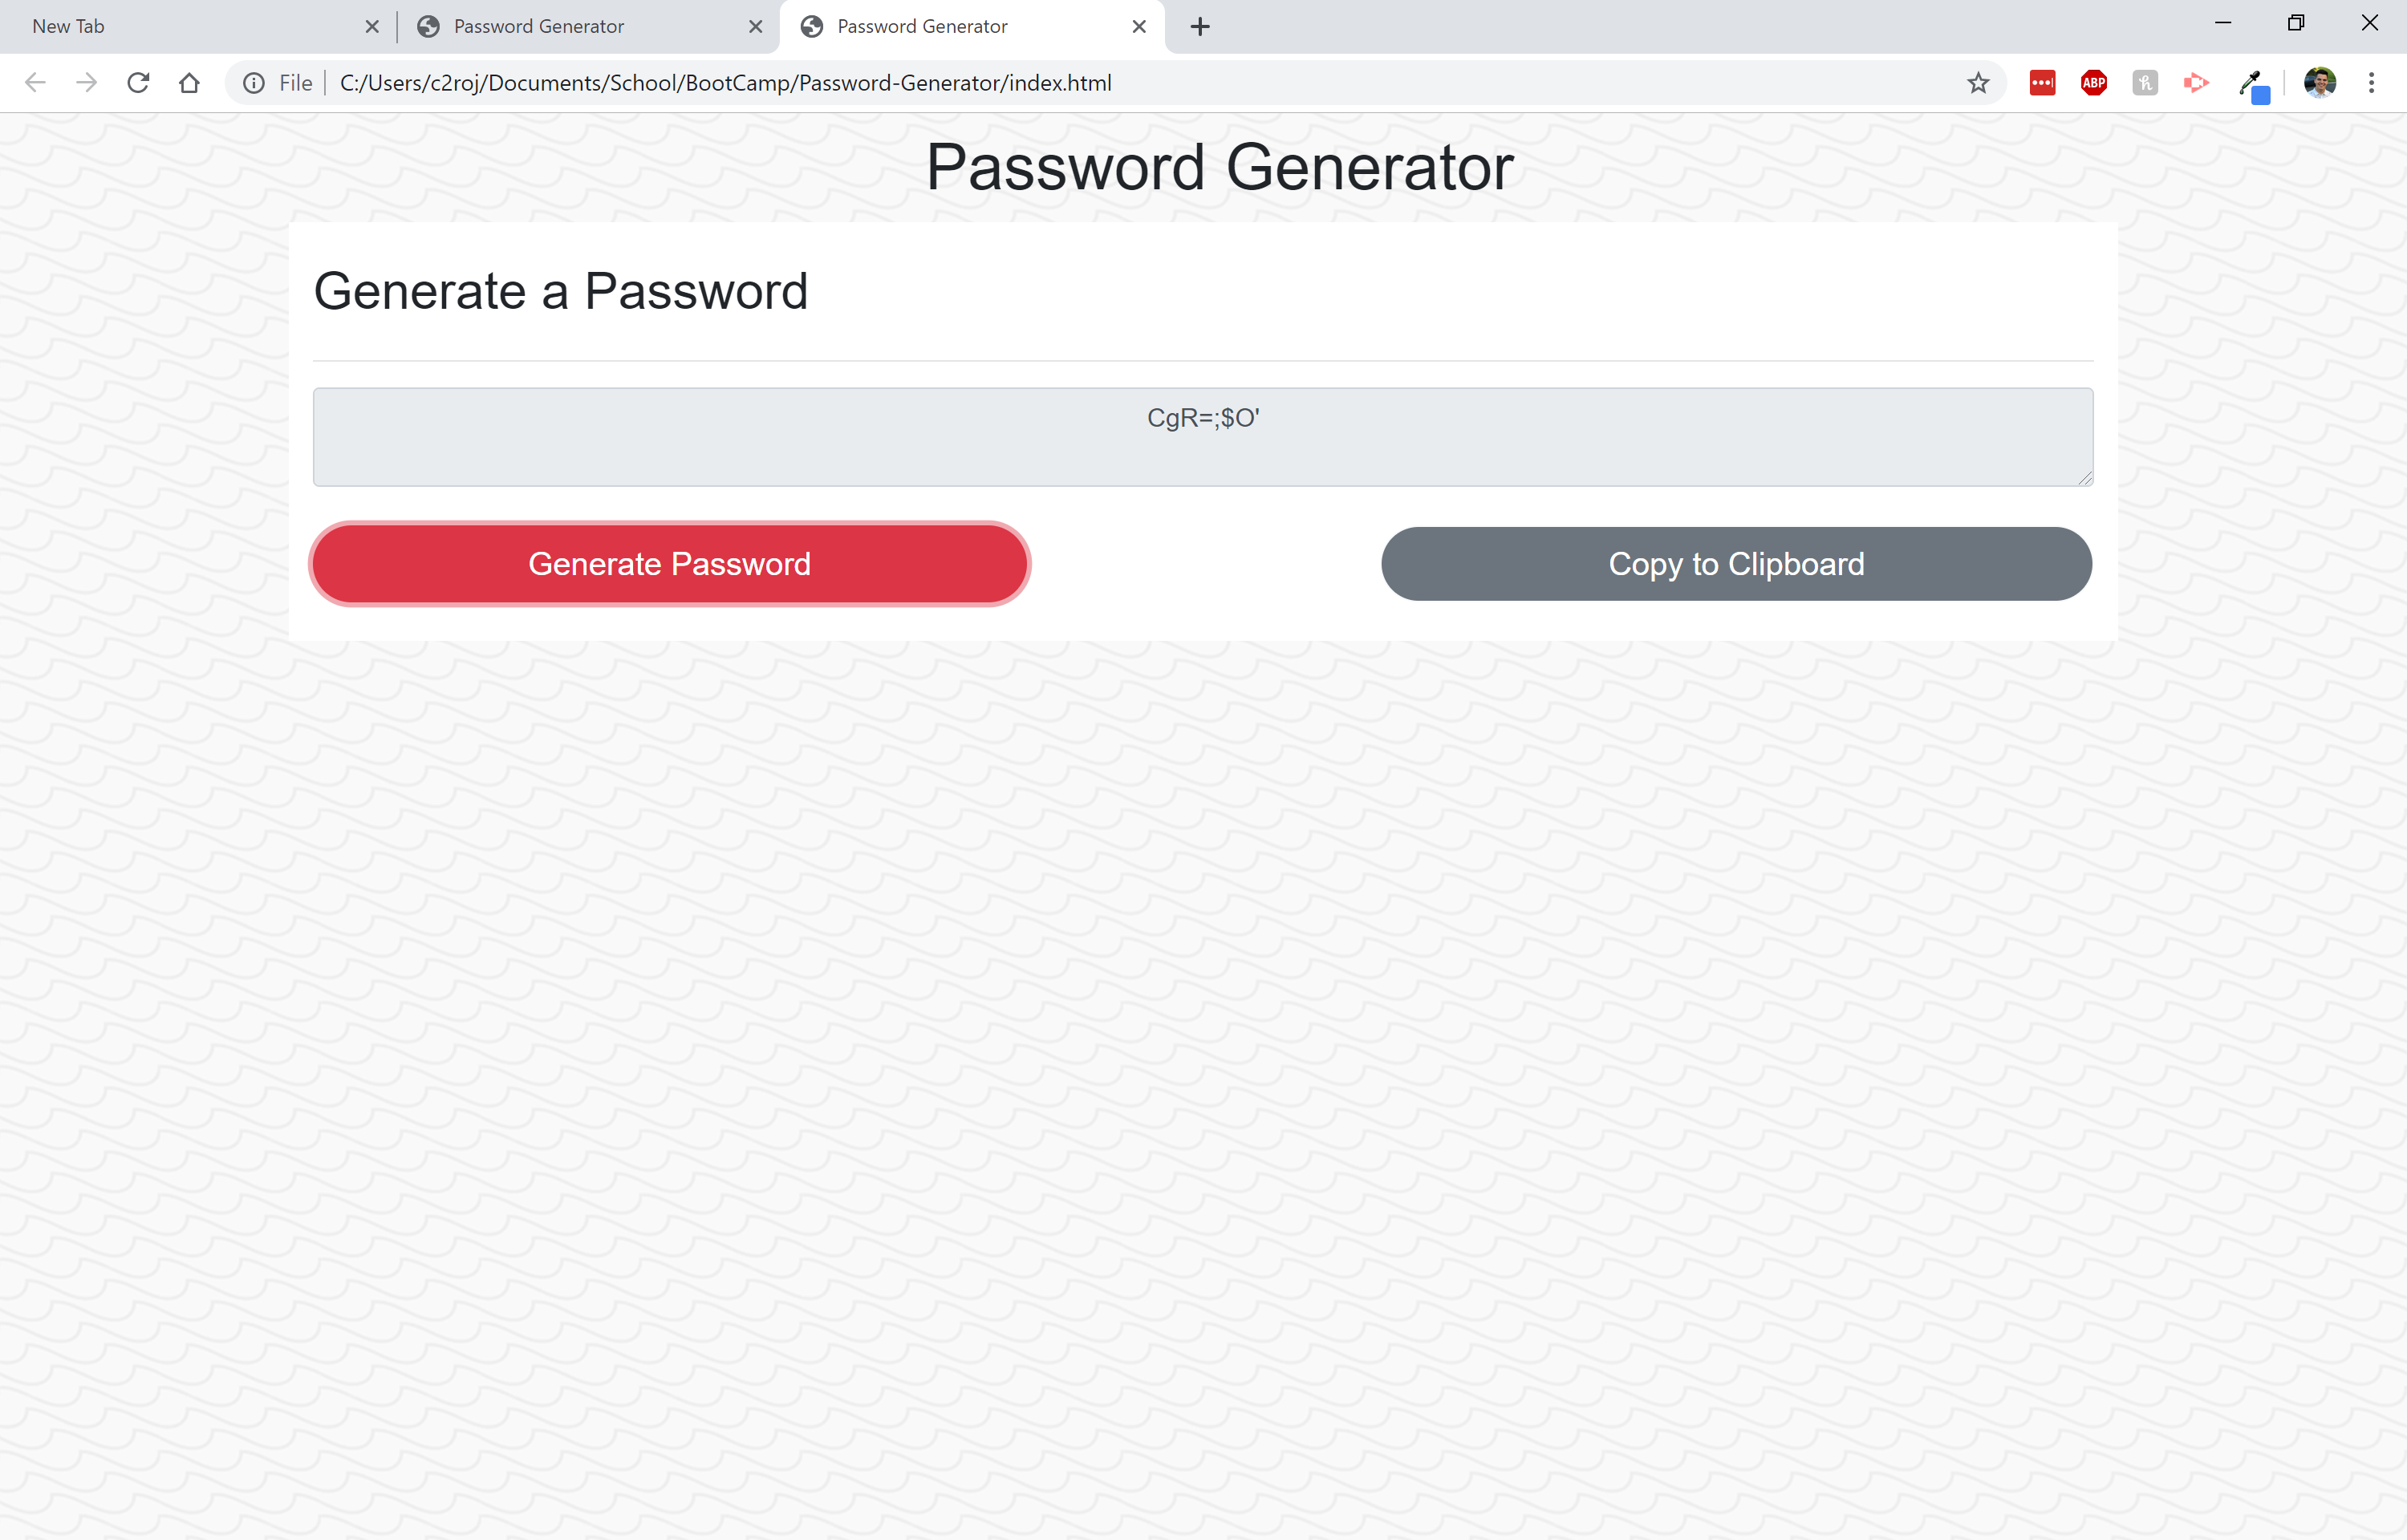 New Tab
Password Generator
Password Generator
File
C:/Users/c2roj/Documents/School/BootCamp/Password-Generator/index.html
ABP
Password Generator
Generate a Password
CgR=;$O'
Generate Password
Copy to Clipboard